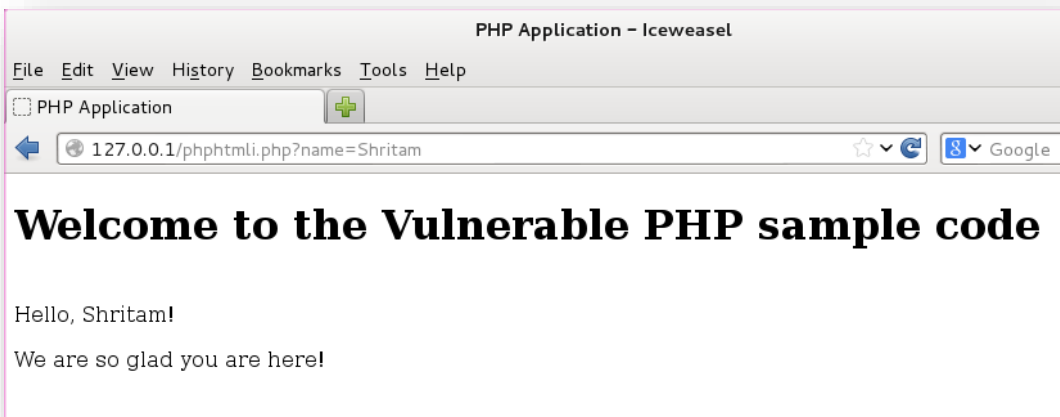 PHP Application – Iceweasel
File Edit View History Bookmarks Tools Help
PHP Application
127.0.0.1/phphtmli.php?name=Shritam 8 Google
Welcome to the Vulnerable PHP sample code
Hello, Shritam!
We are so glad you are here!